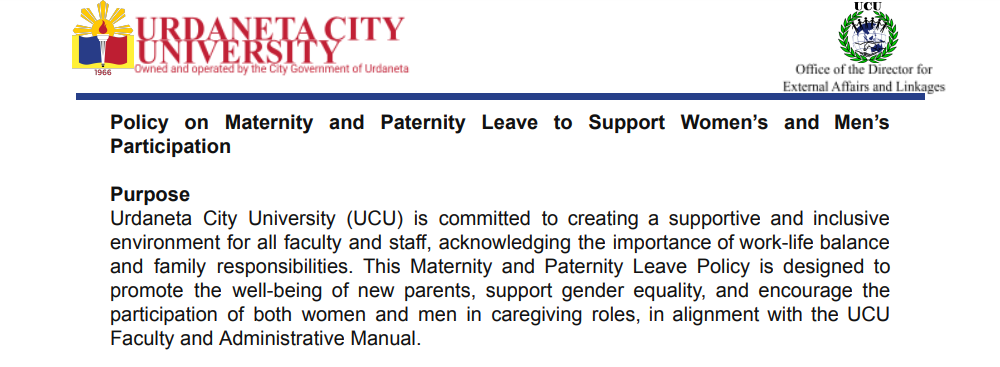 URDANETA CITY
UNIVERSITY
Owned and operated by the City Government of Urdaneta
1966
UCU
Office of the Director for
External Affairs and Linkages
Policy on Maternity and Paternity Leave to Support Women’s and Men’s
Participation
Purpose
Urdaneta City University (UCU) is committed to creating a supportive and inclusive
environment for all faculty and staff, acknowledging the importance of work-life balance
and family responsibilities. This Maternity and Paternity Leave Policy is designed to
promote the well-being of new parents, support gender equality, and encourage the
participation of both women and men in caregiving roles, in alignment with the UCU
Faculty and Administrative Manual.